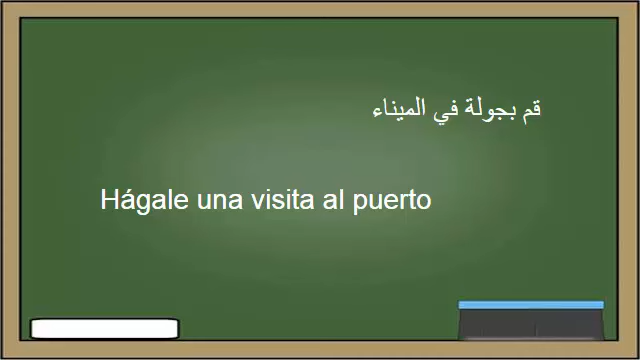 قم بجولة في الميناء
Hágale una visita al puerto